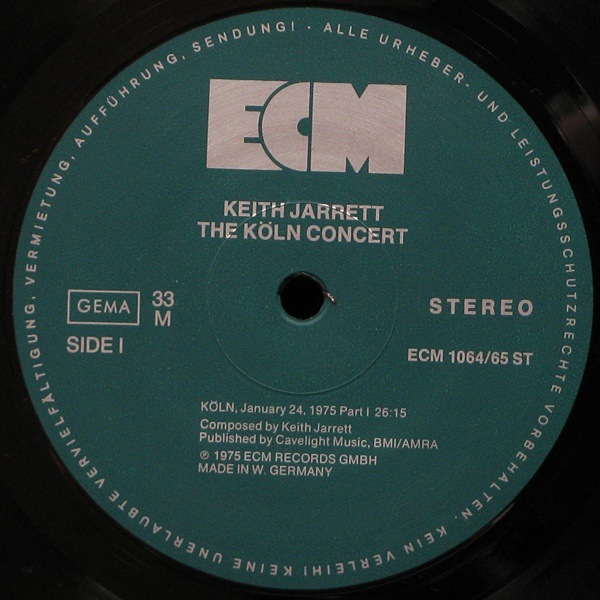 ECM
KEITH JARRETT
THE KÖLN CONCERT
GEMA
33
M
STEREO
SIDE I
ECM 1064/65 ST
KÖLN, January 24, 1975 Part I 26:15
Composed by Keith Jarrett
Published by Cavelight Music, BMI/AMRA
℗ 1975 ECM RECORDS GMBH
MADE IN W. GERMANY
ALLE URHEBER- UND LEISTUNGSSCHUTZRECHTE VORBEHALTEN. KEIN VERLEIH! KEINE UNERLAUBTE VERVIELFÄLTIGUNG, VERMIETUNG, AUFFÜHRUNG, SENDUNG! ·